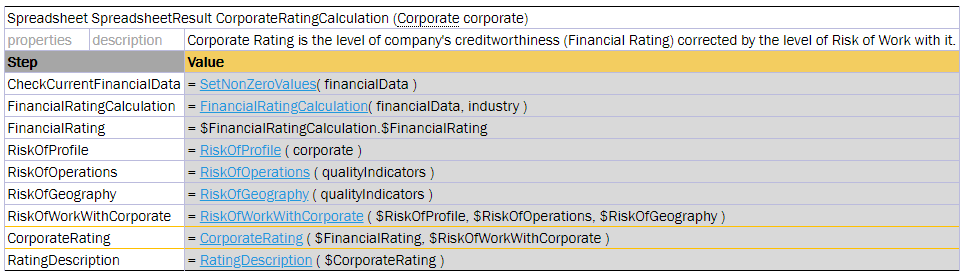 Spreadsheet SpreadsheetResult CorporateRatingCalculation (Corporate corporate)
properties description Corporate Rating is the level of company's creditworthiness (Financial Rating) corrected by the level of Risk of Work with it.
Step Value
CheckCurrentFinancialData = SetNonZeroValues( financialData )
FinancialRatingCalculation = FinancialRatingCalculation( financialData, industry )
FinancialRating = $FinancialRatingCalculation.$FinancialRating
RiskOfProfile = RiskOfProfile ( corporate )
RiskOfOperations = RiskOfOperations ( qualityIndicators )
RiskOfGeography = RiskOfGeography ( qualityIndicators )
RiskOfWorkWithCorporate = RiskOfWorkWithCorporate ( $RiskOfProfile, $RiskOfOperations, $RiskOfGeography )
CorporateRating = CorporateRating ( $FinancialRating, $RiskOfWorkWithCorporate )
RatingDescription = RatingDescription ( $CorporateRating )